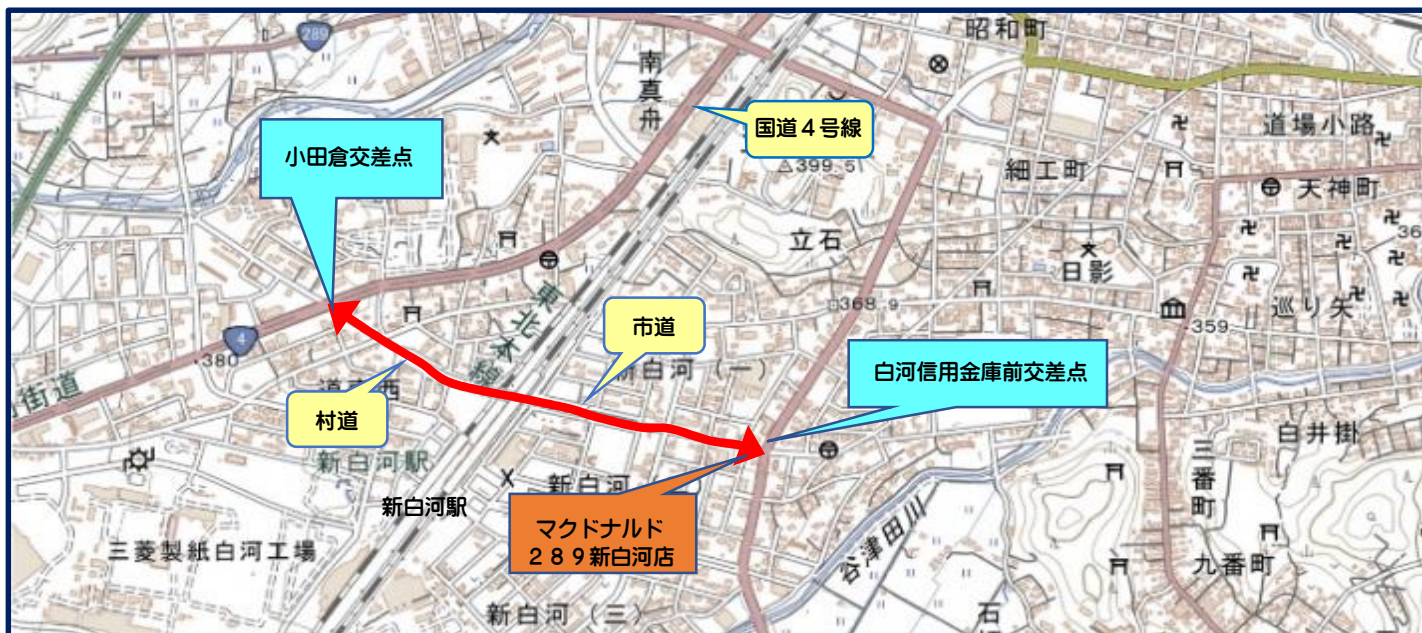 昭和町
289
南真舟
国道４号線
小田倉交差点
道場小路
399.5
細工町
天神町
立石
日影
36
東北本線
368.9
巡り矢
359
市道
4
380
新白河（一）
白河信用金庫前交差点
街道
村道
白井掛
新白河駅
三番町
新白河駅
新白河
マクドナルド
２８９新白河店
谷津田川
三菱製紙白河工場
九番町
新白河（三）
石